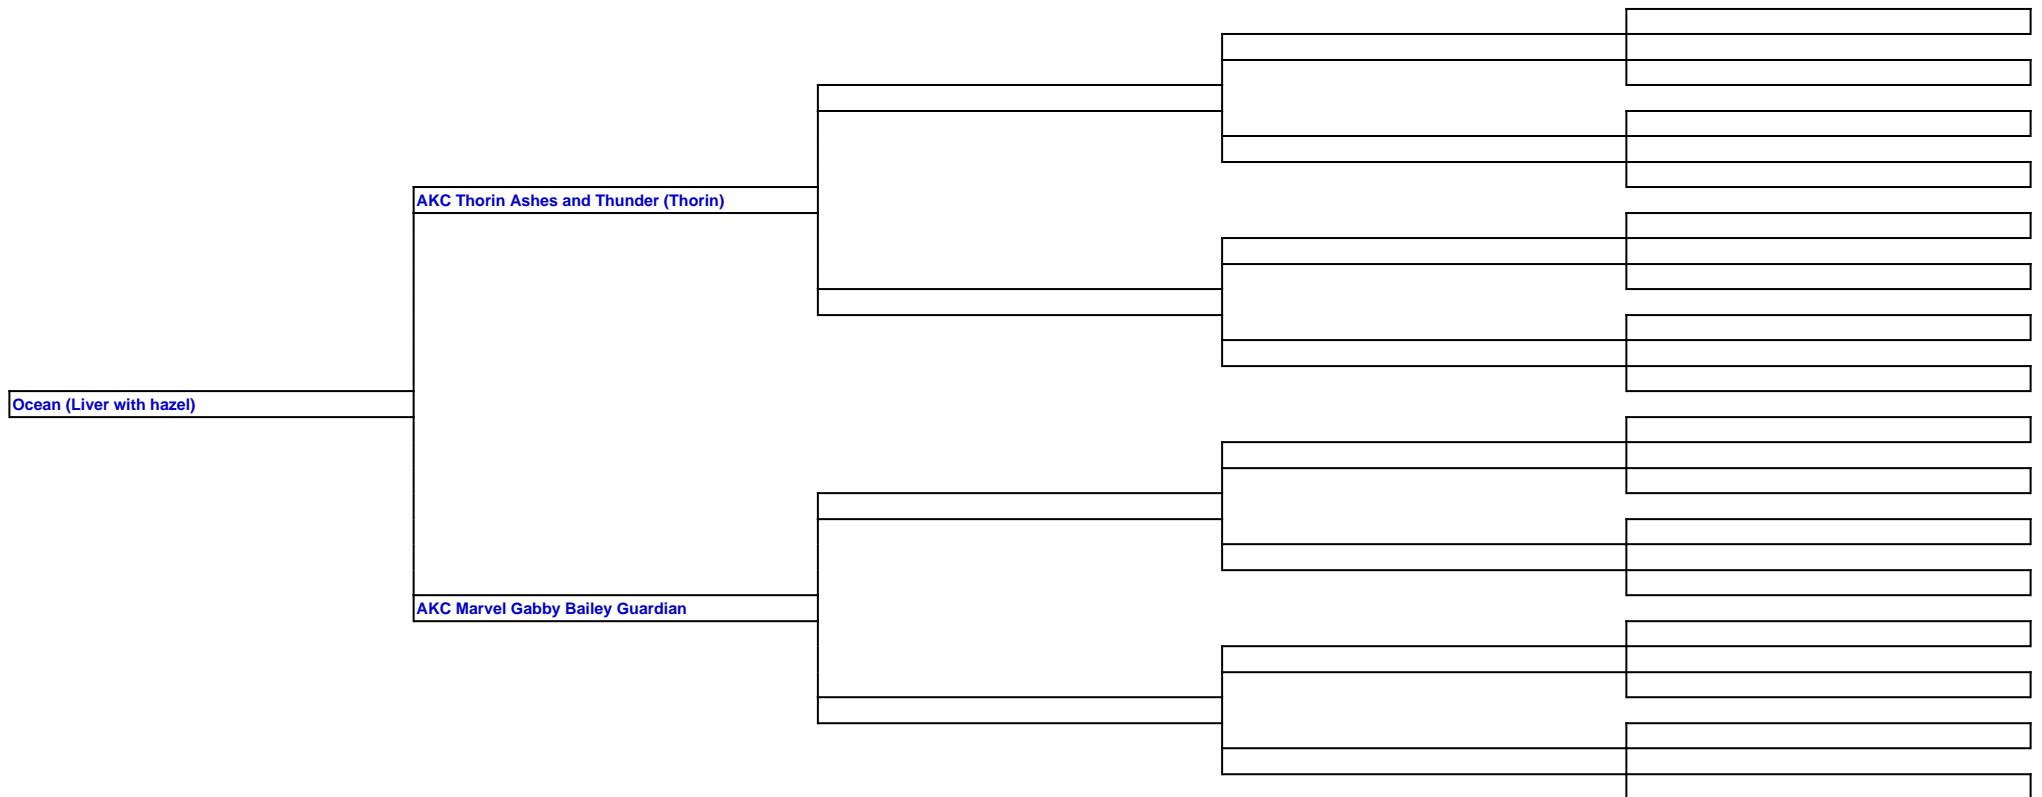 AKC Thorin Ashes and Thunder (Thorin)
Ocean (Liver with hazel)
AKC Marvel Gabby Bailey Guardian